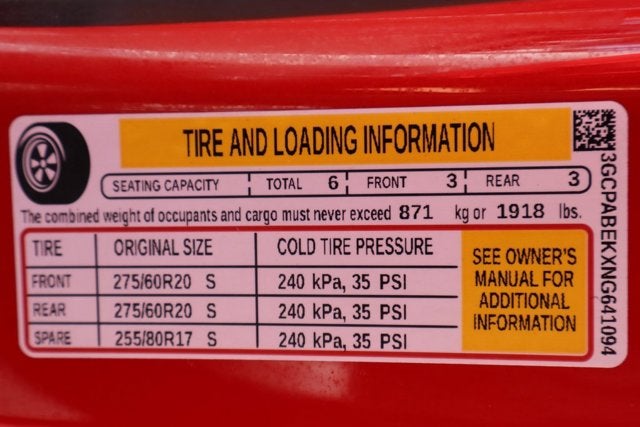 TIRE AND LOADING INFORMATION
SEATING CAPACITY TOTAL 6 FRONT 3 REAR 3
The combined weight of occupants and cargo must never exceed 871 kg or 1918 lbs.
TIRE ORIGINAL SIZE COLD TIRE PRESSURE
FRONT 275/60R20 S 240 kPa, 35 PSI
REAR 275/60R20 S 240 kPa, 35 PSI
SPARE 255/80R17 S 240 kPa, 35 PSI
SEE OWNER'S
MANUAL FOR
ADDITIONAL
INFORMATION
3GCPABEKXNG641094